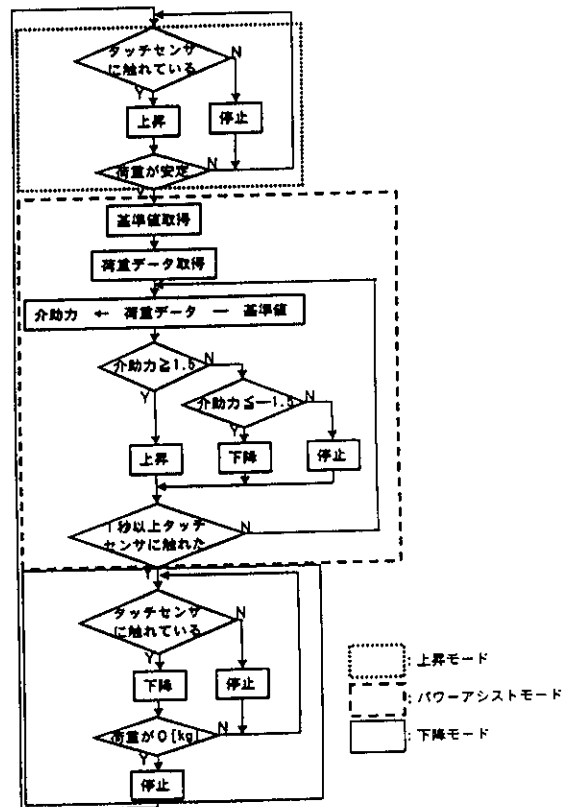 タッチセンサ
に触れている
N
Y
上昇
停止
荷重が安定
N
Y
基準値取得
荷重データ取得
介助力 ← 荷重データ ― 基準値
介助力≧1.5
N
Y
介助力≦−1.5
N
Y
上昇
下降
停止
1秒以上タッチ
センサに触れた
N
Y
タッチセンサ
に触れている
N
Y
下降
停止
荷重が0[kg]
N
Y
停止
: 上昇モード
: パワーアシストモード
: 下降モード